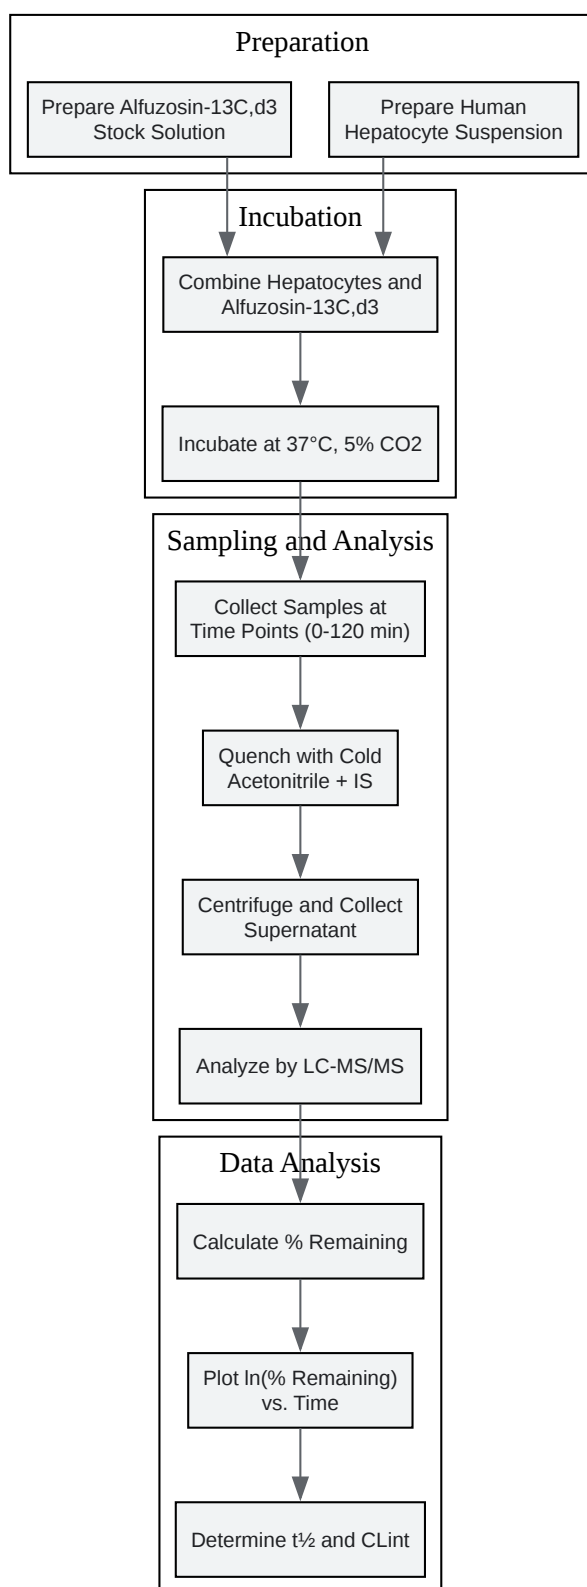 Preparation
Prepare Alfuzosin-13C,d3
Stock Solution
Prepare Human
Hepatocyte Suspension
Incubation
Combine Hepatocytes and
Alfuzosin-13C,d3
Incubate at 37°C, 5% CO2
Sampling and Analysis
Collect Samples at
Time Points (0-120 min)
Quench with Cold
Acetonitrile + IS
Centrifuge and Collect
Supernatant
Analyze by LC-MS/MS
Data Analysis
Calculate % Remaining
Plot ln(% Remaining)
vs. Time
Determine t½ and CLint